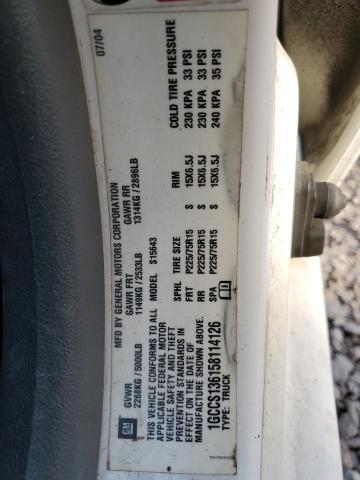 GM
MFD BY GENERAL MOTORS CORPORATION
07/04
GVWR GAWR FRT GAWR RR
2268KG / 5000LB 1149KG / 2533LB 1314KG / 2896LB
THIS VEHICLE CONFORMS TO ALL MODEL S15643
APPLICABLE FEDERAL MOTOR
VEHICLE SAFETY AND THEFT
PREVENTION STANDARDS IN
EFFECT ON THE DATE OF
MANUFACTURE SHOWN ABOVE.
1GCCS136158114126
TYPE: TRUCK
SPHL TIRE SIZE RIM COLD TIRE PRESSURE
FRT P225/75R15 S 15X6.5J 230 KPA 33 PSI
RR P225/75R15 S 15X6.5J 230 KPA 33 PSI
SPA P225/75R15 S 15X6.5J 240 KPA 35 PSI